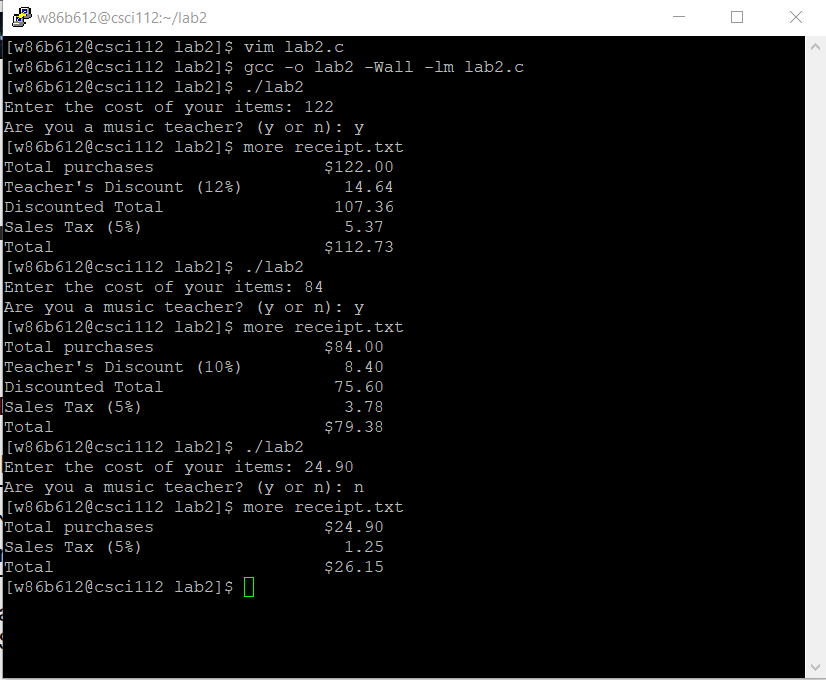 w86b612@csci112:~/lab2
[w86b612@csci112 lab2]$ vim lab2.c
[w86b612@csci112 lab2]$ gcc -o lab2 -Wall -lm lab2.c
[w86b612@csci112 lab2]$ ./lab2
Enter the cost of your items: 122
Are you a music teacher? (y or n): y
[w86b612@csci112 lab2]$ more receipt.txt
Total purchases                 $122.00
Teacher's Discount (12%)          14.64
Discounted Total                 107.36
Sales Tax (5%)                    5.37
Total                           $112.73
[w86b612@csci112 lab2]$ ./lab2
Enter the cost of your items: 84
Are you a music teacher? (y or n): y
[w86b612@csci112 lab2]$ more receipt.txt
Total purchases                 $84.00
Teacher's Discount (10%)          8.40
Discounted Total                 75.60
Sales Tax (5%)                    3.78
Total                           $79.38
[w86b612@csci112 lab2]$ ./lab2
Enter the cost of your items: 24.90
Are you a music teacher? (y or n): n
[w86b612@csci112 lab2]$ more receipt.txt
Total purchases                 $24.90
Sales Tax (5%)                    1.25
Total                           $26.15
[w86b612@csci112 lab2]$